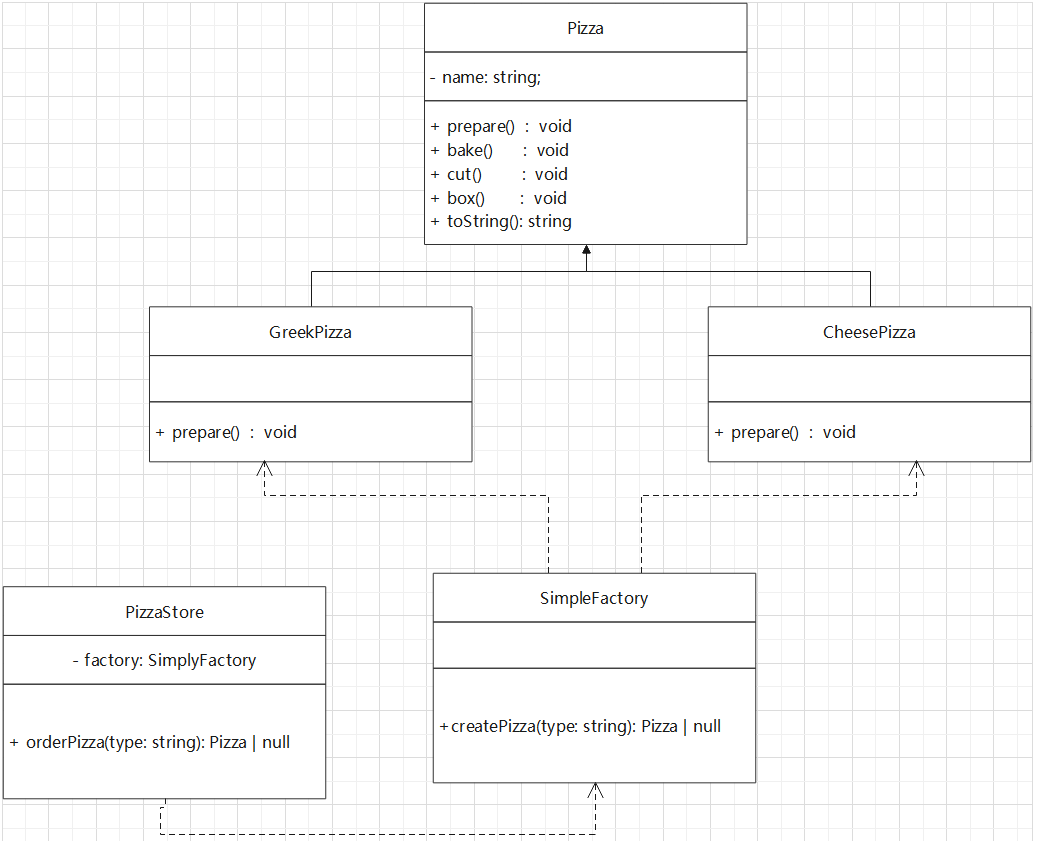 Pizza
- name: string;
+ prepare() : void
+ bake() : void
+ cut() : void
+ box() : void
+ toString(): string
GreekPizza
+ prepare() : void
CheesePizza
+ prepare() : void
PizzaStore
- factory: SimplyFactory
+ orderPizza(type: string): Pizza | null
SimpleFactory
+createPizza(type: string): Pizza | null